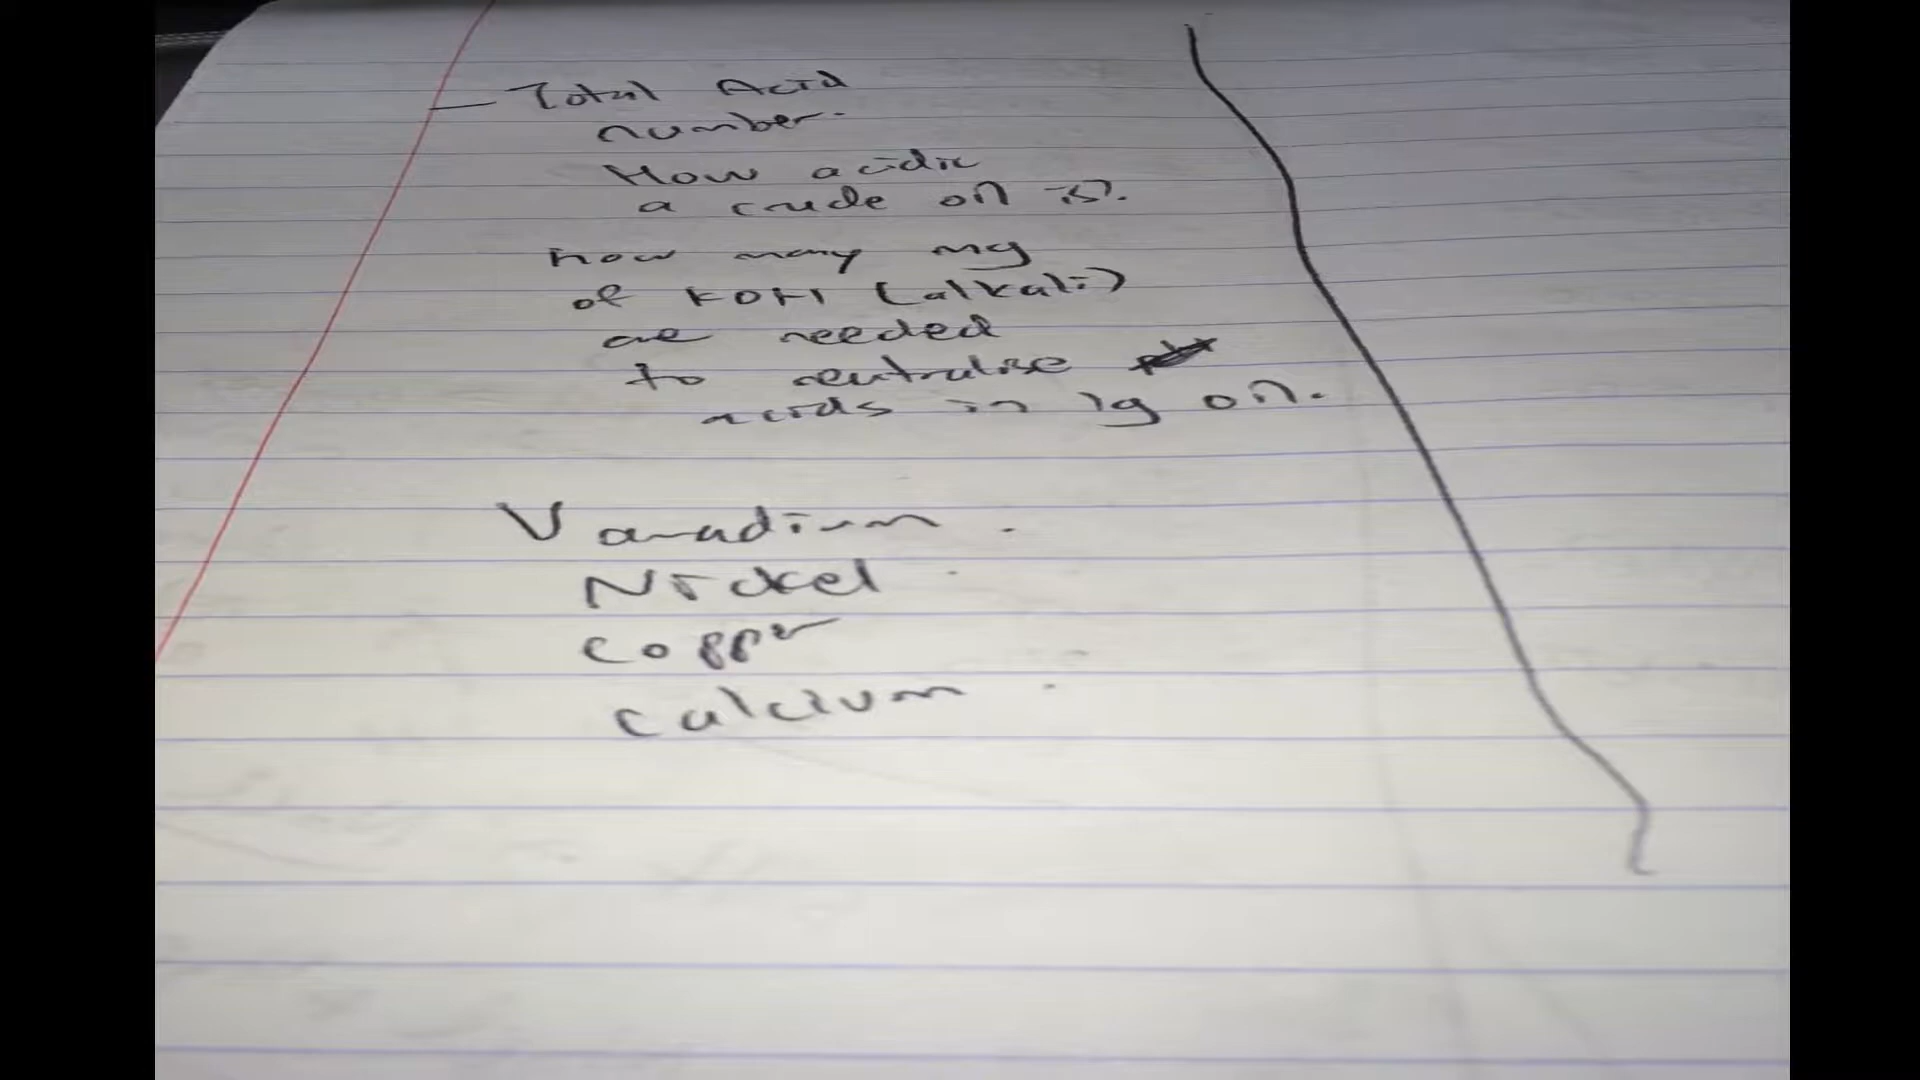 — Total Acid
number.
How acidic
a crude oil is?.
how many mg
of KOH (alkali)
are needed
to neutralise
acids in 1g oil.
Vanadium.
Nickel.
Copper
Calcium.